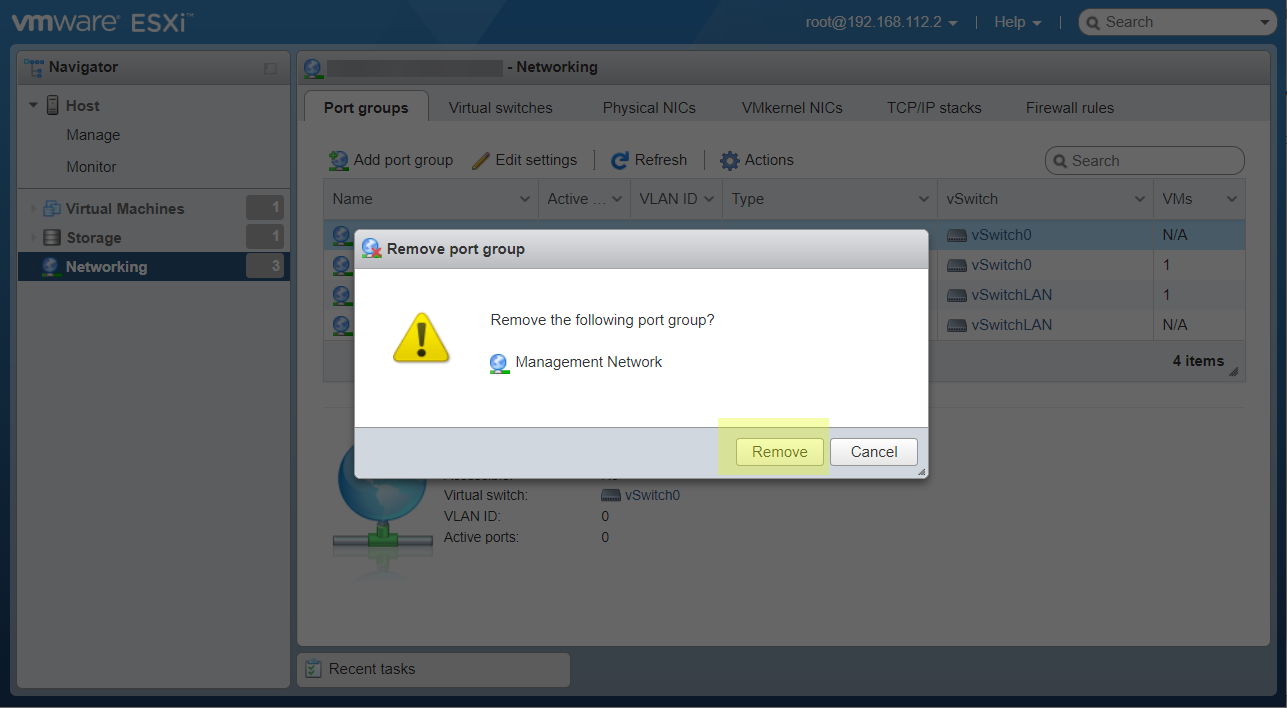 vmware® ESXi™
root@192.168.112.2 | Help | Search
Navigator
Host
Manage
Monitor
Virtual Machines 1
Storage 1
Networking 3
- Networking
Port groups Virtual switches Physical NICs VMkernel NICs TCP/IP stacks Firewall rules
Add port group Edit settings Refresh Actions Search
Name Active ... VLAN ID Type vSwitch VMs
vSwitch0 N/A
vSwitch0 1
vSwitchLAN 1
vSwitchLAN N/A
4 items
Remove port group
Remove the following port group?
Management Network
Remove Cancel
Virtual switch: vSwitch0
VLAN ID: 0
Active ports: 0
Recent tasks